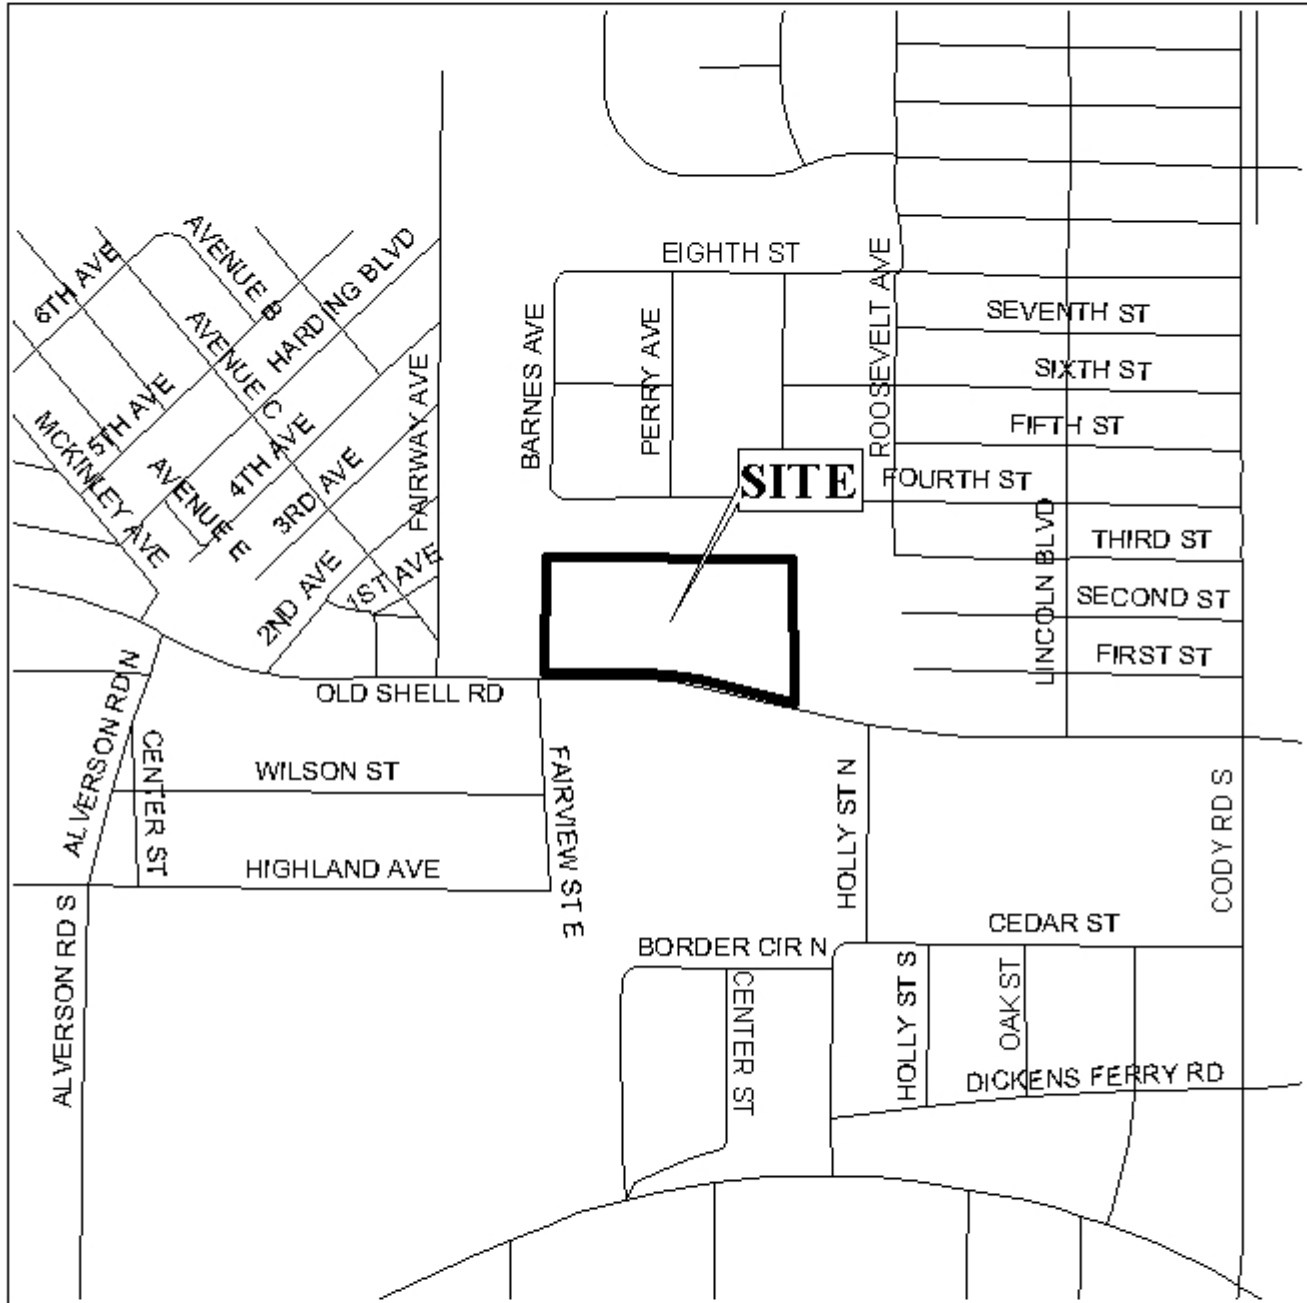 EIGHTH ST
AVENUE B
6TH AVE
HARDING BLVD
ROOSEVELT AVE
SEVENTH ST
AVENUE C
BARNES AVE
PERRY AVE
FAIRWAY AVE
SIXTH ST
5TH AVE
MCKINLEY AVE
4TH AVE
FIFTH ST
AVENUE E
3RD AVE
SITE
FOURTH ST
LINCOLN BLVD
THIRD ST
2ND AVE
1ST AVE
SECOND ST
FIRST ST
ALVERSON RD N
OLD SHELL RD
CENTER ST
WILSON ST
FAIRVIEW ST E
HOLLY ST N
CODY RD S
HIGHLAND AVE
ALVERSON RD S
BORDER CIR N
CEDAR ST
CENTER ST
HOLLY ST S
OAK ST
DICKENS FERRY RD